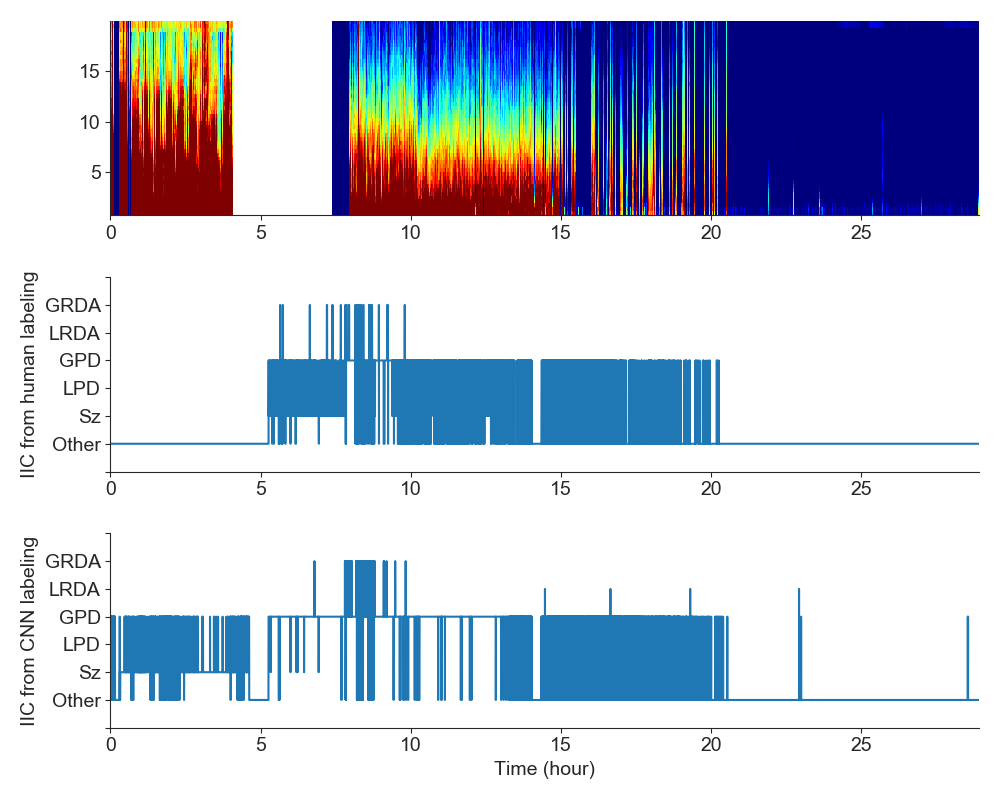 15
10
5
0 5 10 15 20 25
IIC from human labeling
GRDA
LRDA
GPD
LPD
Sz
Other
0 5 10 15 20 25
IIC from CNN labeling
GRDA
LRDA
GPD
LPD
Sz
Other
0 5 10 15 20 25
Time (hour)